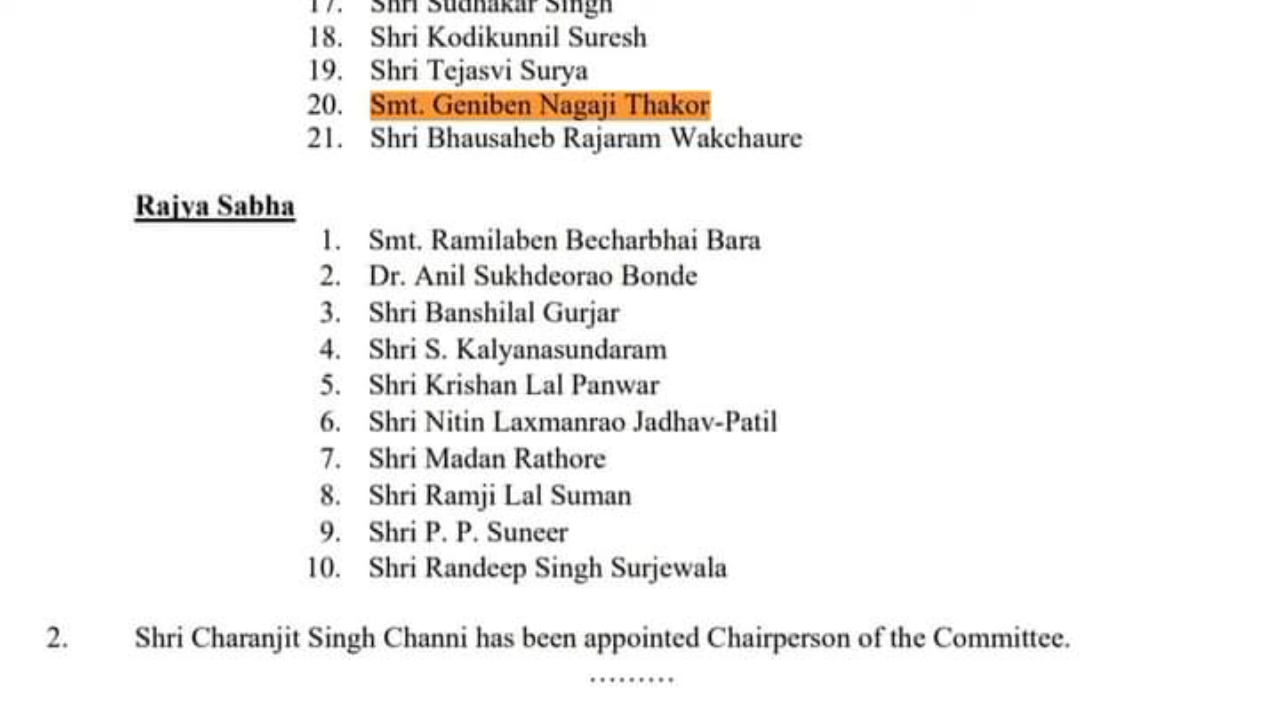 17. Shri Sudhakar Singh
18. Shri Kodikunnil Suresh
19. Shri Tejasvi Surya
20. Smt. Geniben Nagaji Thakor
21. Shri Bhausaheb Rajaram Wakchaure
Rajya Sabha
1. Smt. Ramilaben Becharbhai Bara
2. Dr. Anil Sukhdeorao Bonde
3. Shri Banshilal Gurjar
4. Shri S. Kalyanasundaram
5. Shri Krishan Lal Panwar
6. Shri Nitin Laxmanrao Jadhav-Patil
7. Shri Madan Rathore
8. Shri Ramji Lal Suman
9. Shri P. P. Suneer
10. Shri Randeep Singh Surjewala
2. Shri Charanjit Singh Channi has been appointed Chairperson of the Committee.
.........